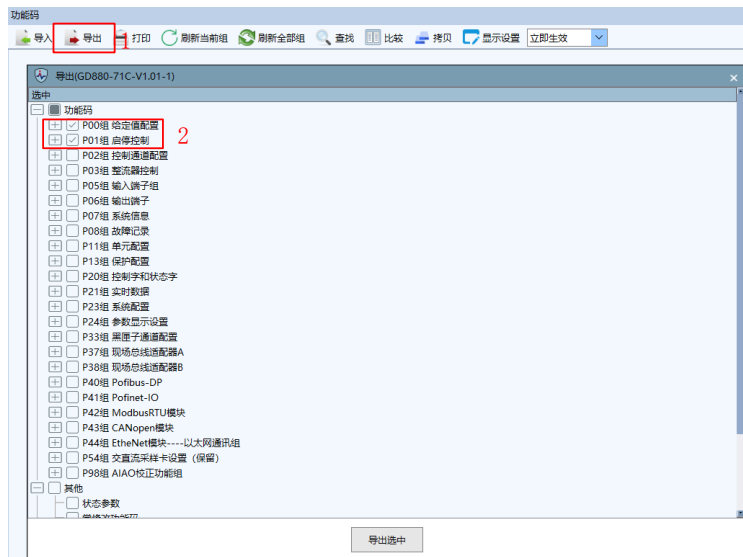 功能码
导入 导出 打印 刷新当前组 刷新全部组 查找 比较 拷贝 显示设置 立即生效
1
导出(GD880-71C-V1.01-1)
选中
功能码
P00组 给定值配置
P01组 启停控制
2
P02组 控制通道配置
P03组 整流器控制
P05组 输入端子组
P06组 输出端子
P07组 系统信息
P08组 故障记录
P11组 单元配置
P13组 保护配置
P20组 控制字和状态字
P21组 实时数据
P23组 系统配置
P24组 参数显示设置
P33组 黑匣子通道配置
P37组 现场总线适配器A
P38组 现场总线适配器B
P40组 Pofibus-DP
P41组 Pofinet-IO
P42组 ModbusRTU模块
P43组 CANopen模块
P44组 EtheNet模块----以太网通讯组
P54组 交直流采样卡设置（保留）
P98组 AIAO校正功能组
其他
状态参数
导出选中